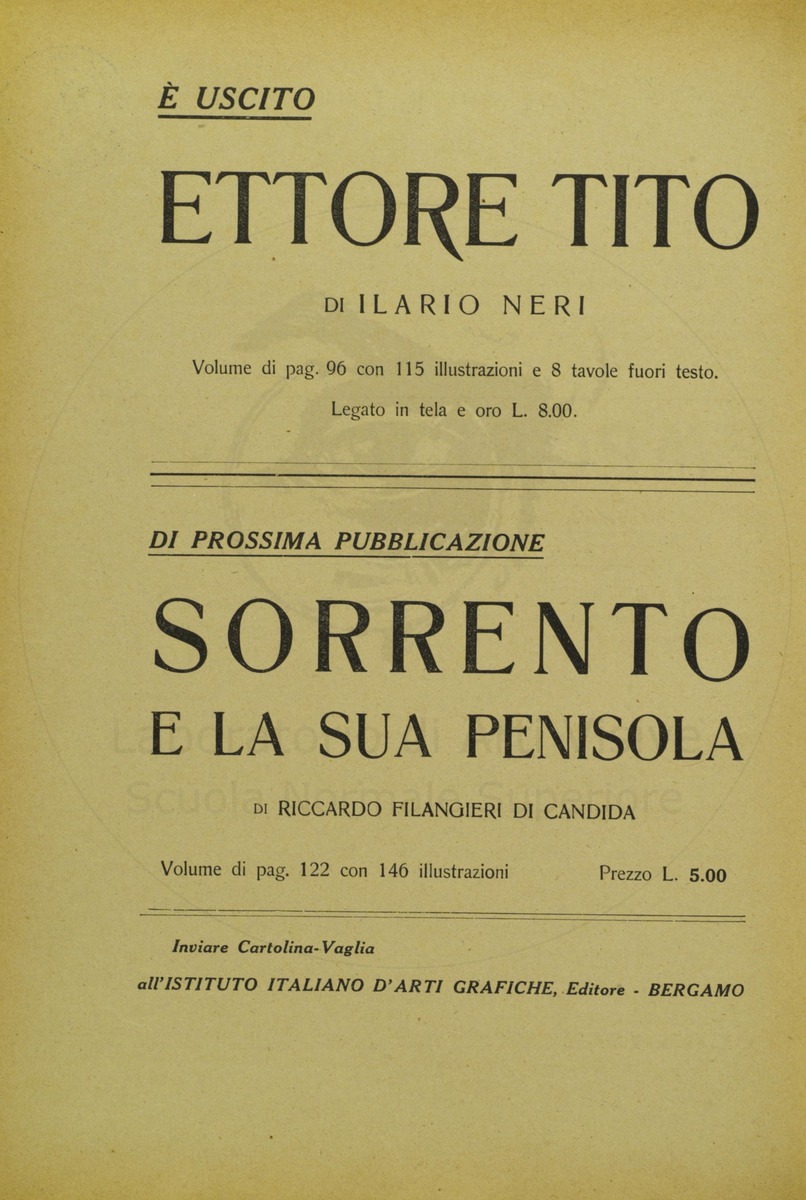 È USCITO
ETTORE TITO
DI ILARIO NERI
Volume di pag. 96 con 115 illustrazioni e 8 tavole fuori testo.
Legato in tela e oro L. 8.00.
DI PROSSIMA PUBBLICAZIONE
SORRENTO
E LA SUA PENISOLA
DI RICCARDO FILANGIERI DI CANDIDA
Volume di pag. 122 con 146 illustrazioni Prezzo L. 5.00
Inviare Cartolina-Vaglia
all'ISTITUTO ITALIANO D'ARTI GRAFICHE, Editore - BERGAMO